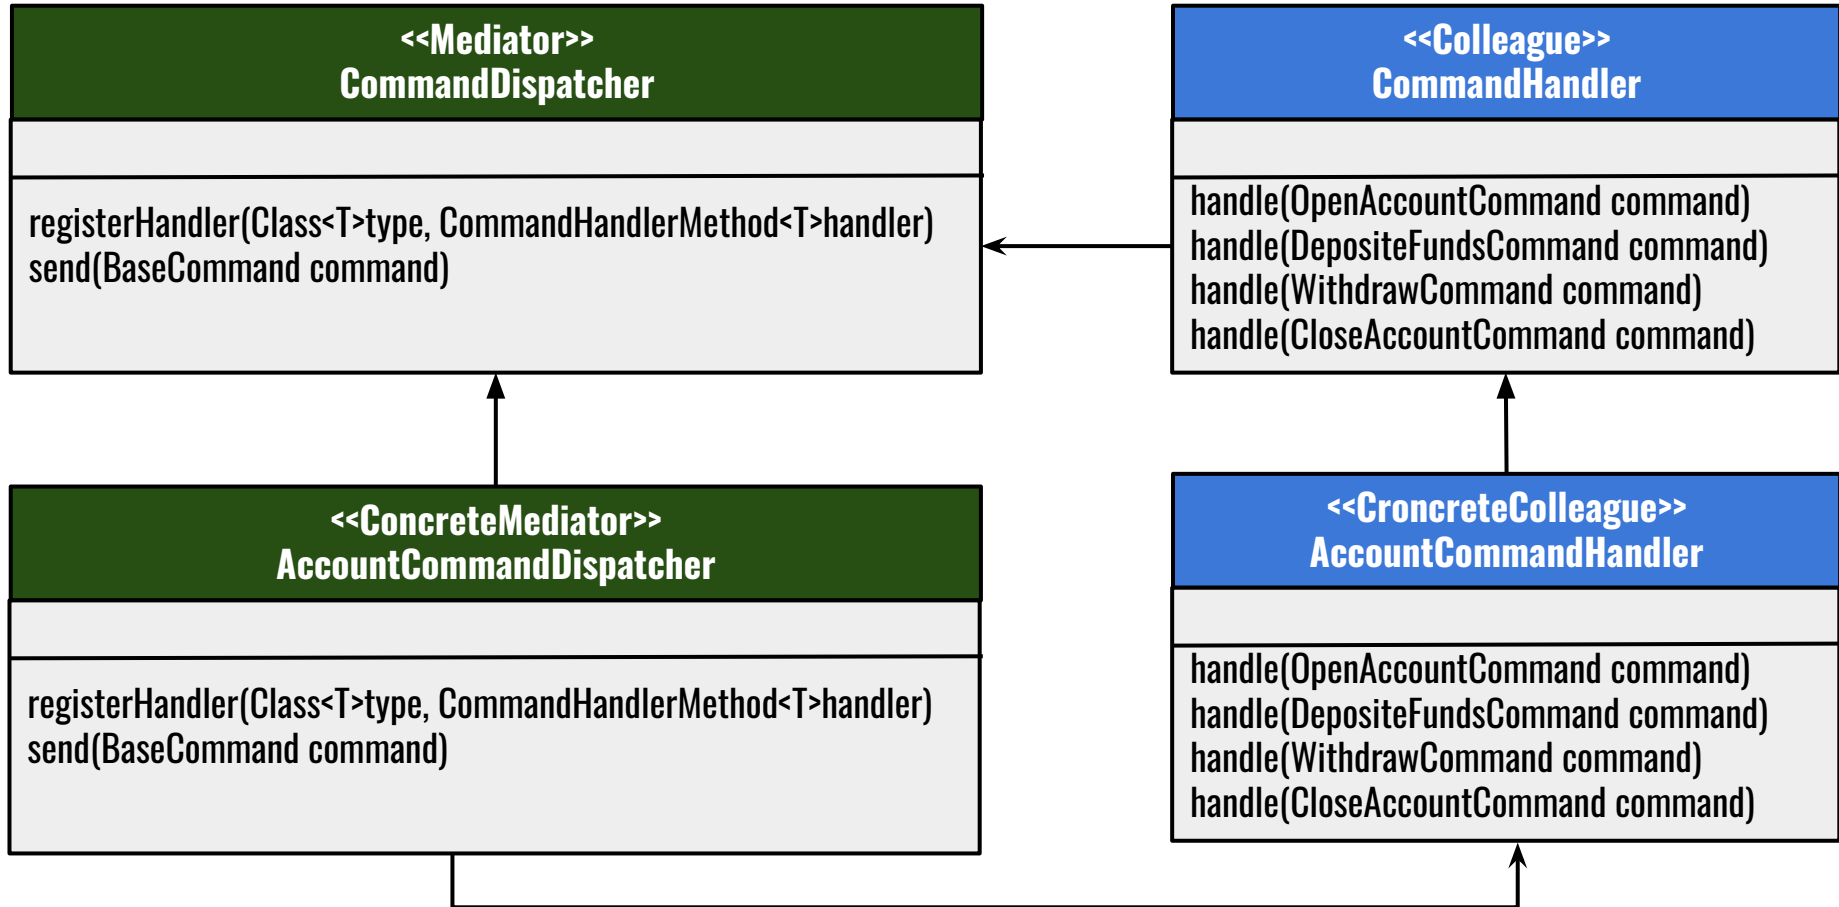 <<Mediator>>
CommandDispatcher
registerHandler(Class<T>type, CommandHandlerMethod<T>handler)
send(BaseCommand command)
<<Colleague>>
CommandHandler
handle(OpenAccountCommand command)
handle(DepositeFundsCommand command)
handle(WithdrawCommand command)
handle(CloseAccountCommand command)
<<ConcreteMediator>>
AccountCommandDispatcher
registerHandler(Class<T>type, CommandHandlerMethod<T>handler)
send(BaseCommand command)
<<CroncreteColleague>>
AccountCommandHandler
handle(OpenAccountCommand command)
handle(DepositeFundsCommand command)
handle(WithdrawCommand command)
handle(CloseAccountCommand command)